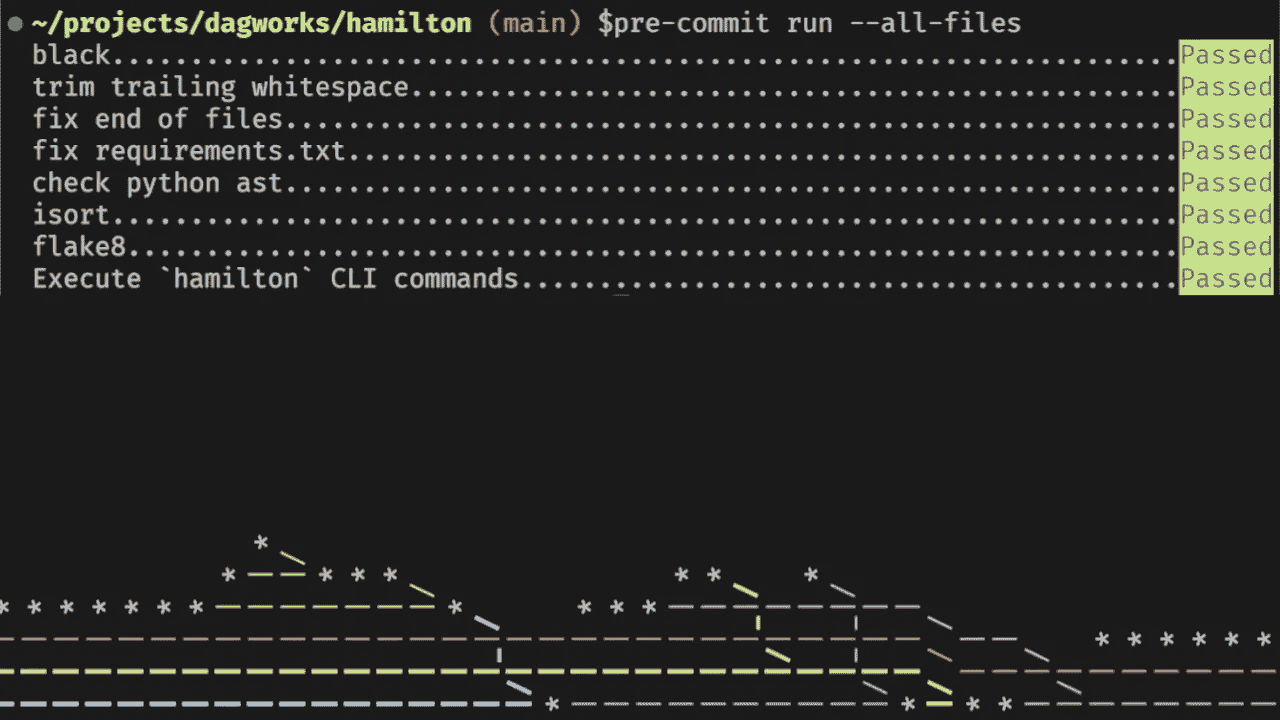 ~/projects/dagworks/hamilton (main) $pre-commit run --all-files
black....................................................................Passed
trim trailing whitespace.................................................Passed
fix end of files.........................................................Passed
fix requirements.txt.....................................................Passed
check python ast.........................................................Passed
isort....................................................................Passed
flake8...................................................................Passed
Execute `hamilton` CLI commands..........................................Passed